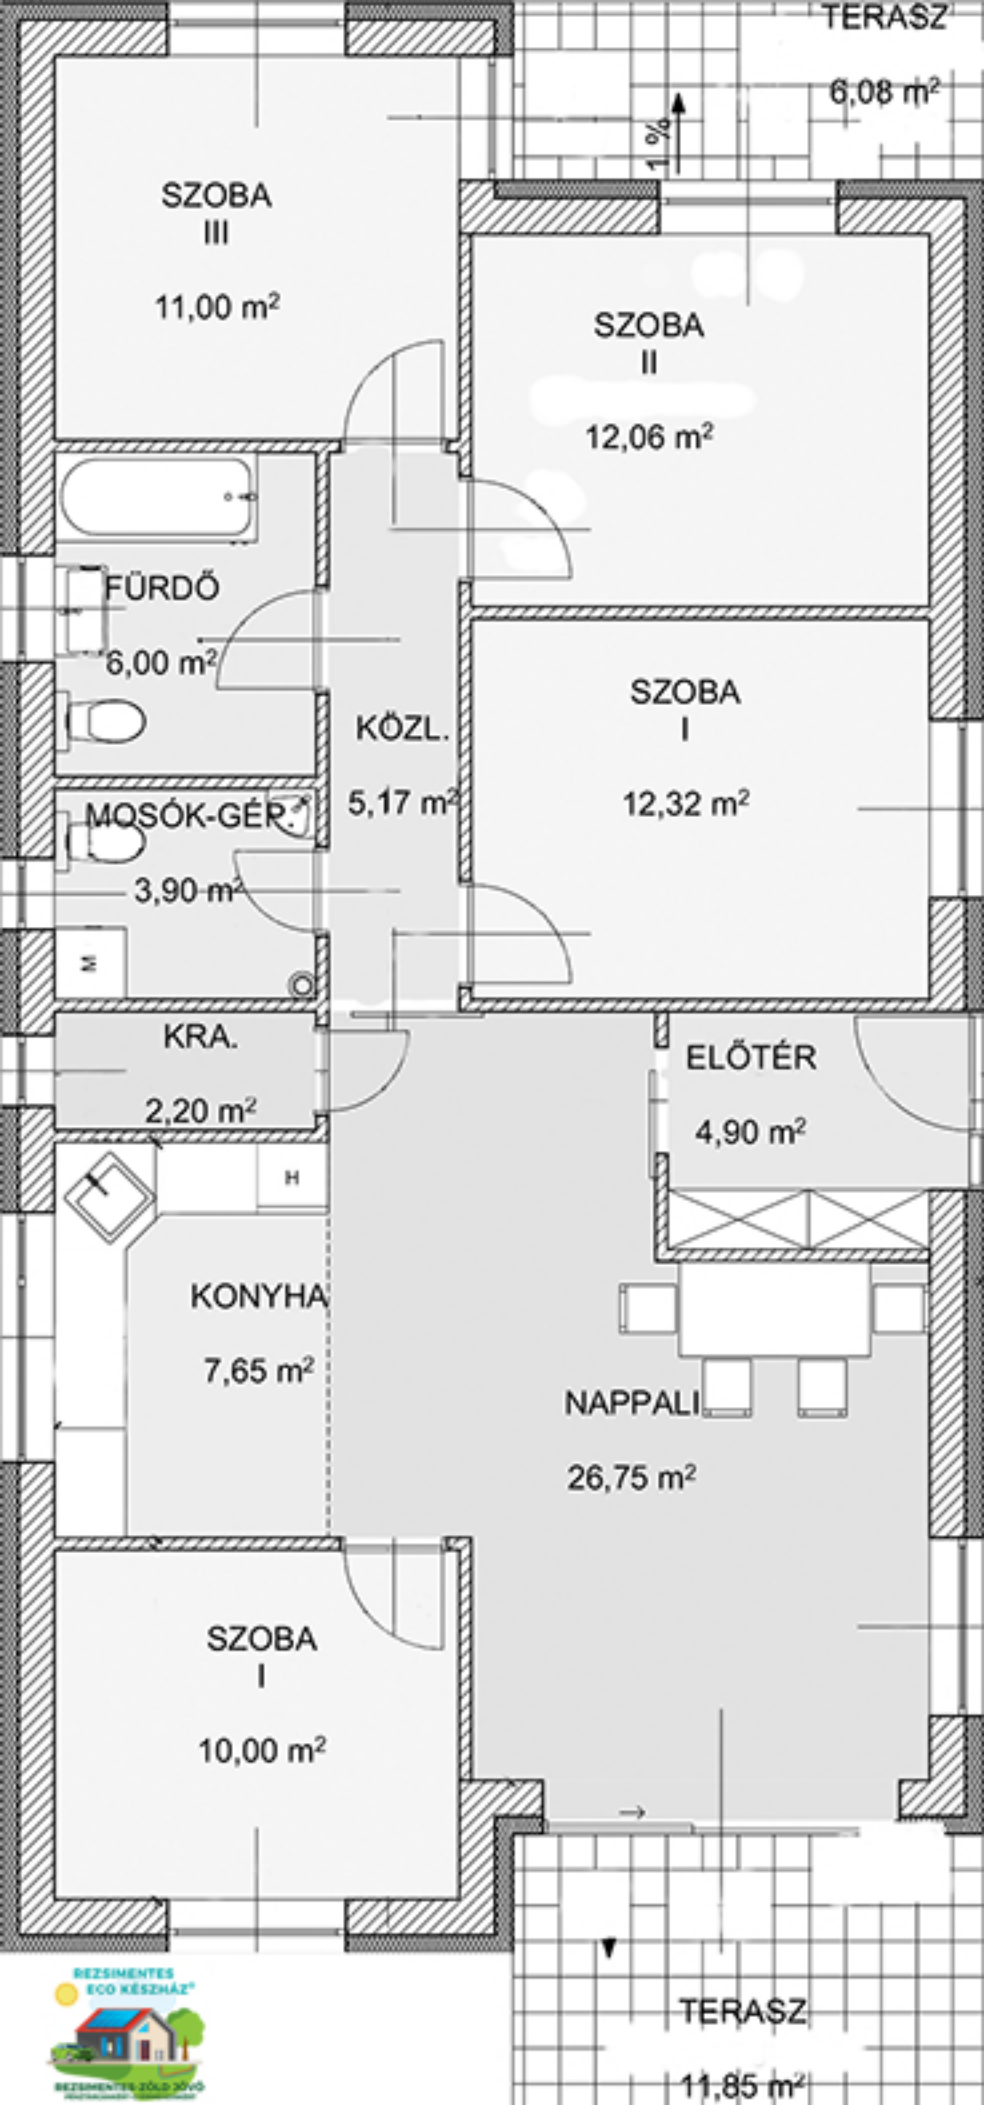 TERASZ
6,08 m²
1 %
SZOBA
III
11,00 m²
SZOBA
II
12,06 m²
FÜRDŐ
6,00 m²
SZOBA
I
12,32 m²
KÖZL.
5,17 m²
MOSÓK-GÉP.
3,90 m²
M
KRA.
2,20 m²
ELŐTÉR
4,90 m²
H
KONYHA
7,65 m²
NAPPALI
26,75 m²
SZOBA
I
10,00 m²
TERASZ
11,85 m²
REZSIMENTES
ECO KÉSZHÁZ®
REZSIMENTES ZÖLD JÖVŐ